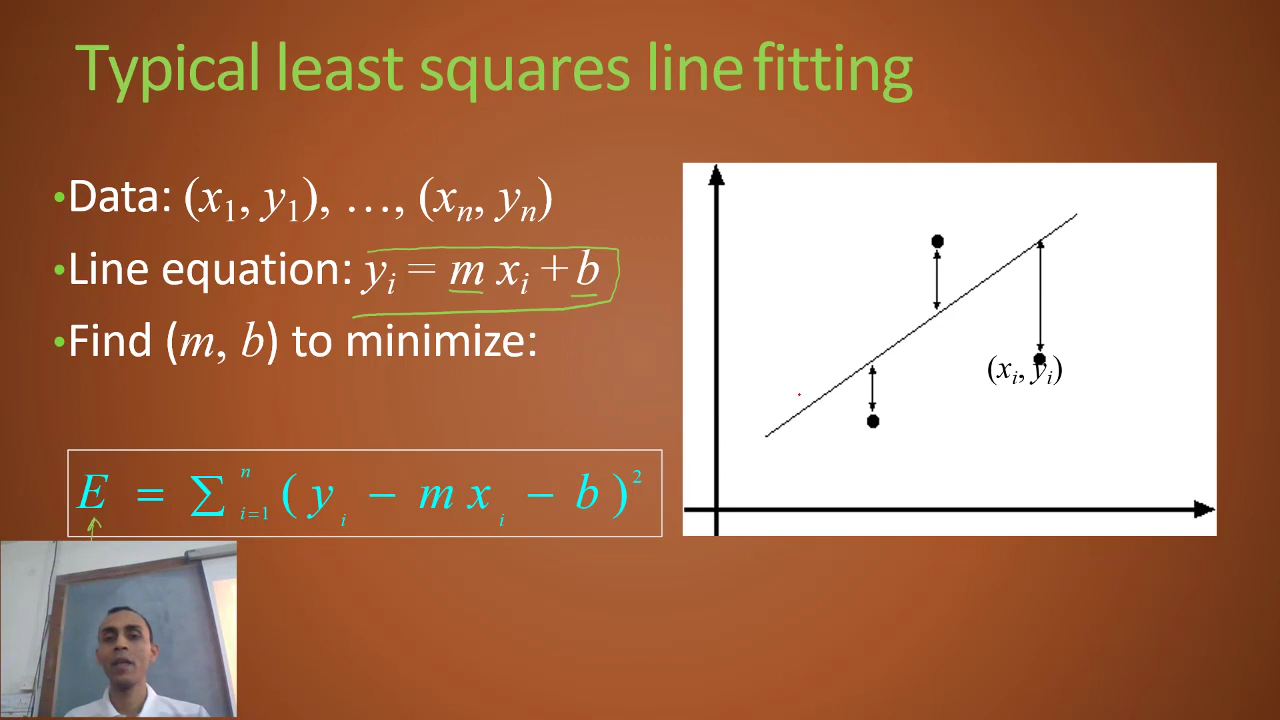 Typical least squares line fitting
•Data: (x₁, y₁), …, (xₙ, yₙ)
•Line equation: yᵢ = m xᵢ + b
•Find (m, b) to minimize:
(xᵢ, yᵢ)
E = ∑ⁿᵢ₌₁ (yᵢ − m xᵢ − b)²